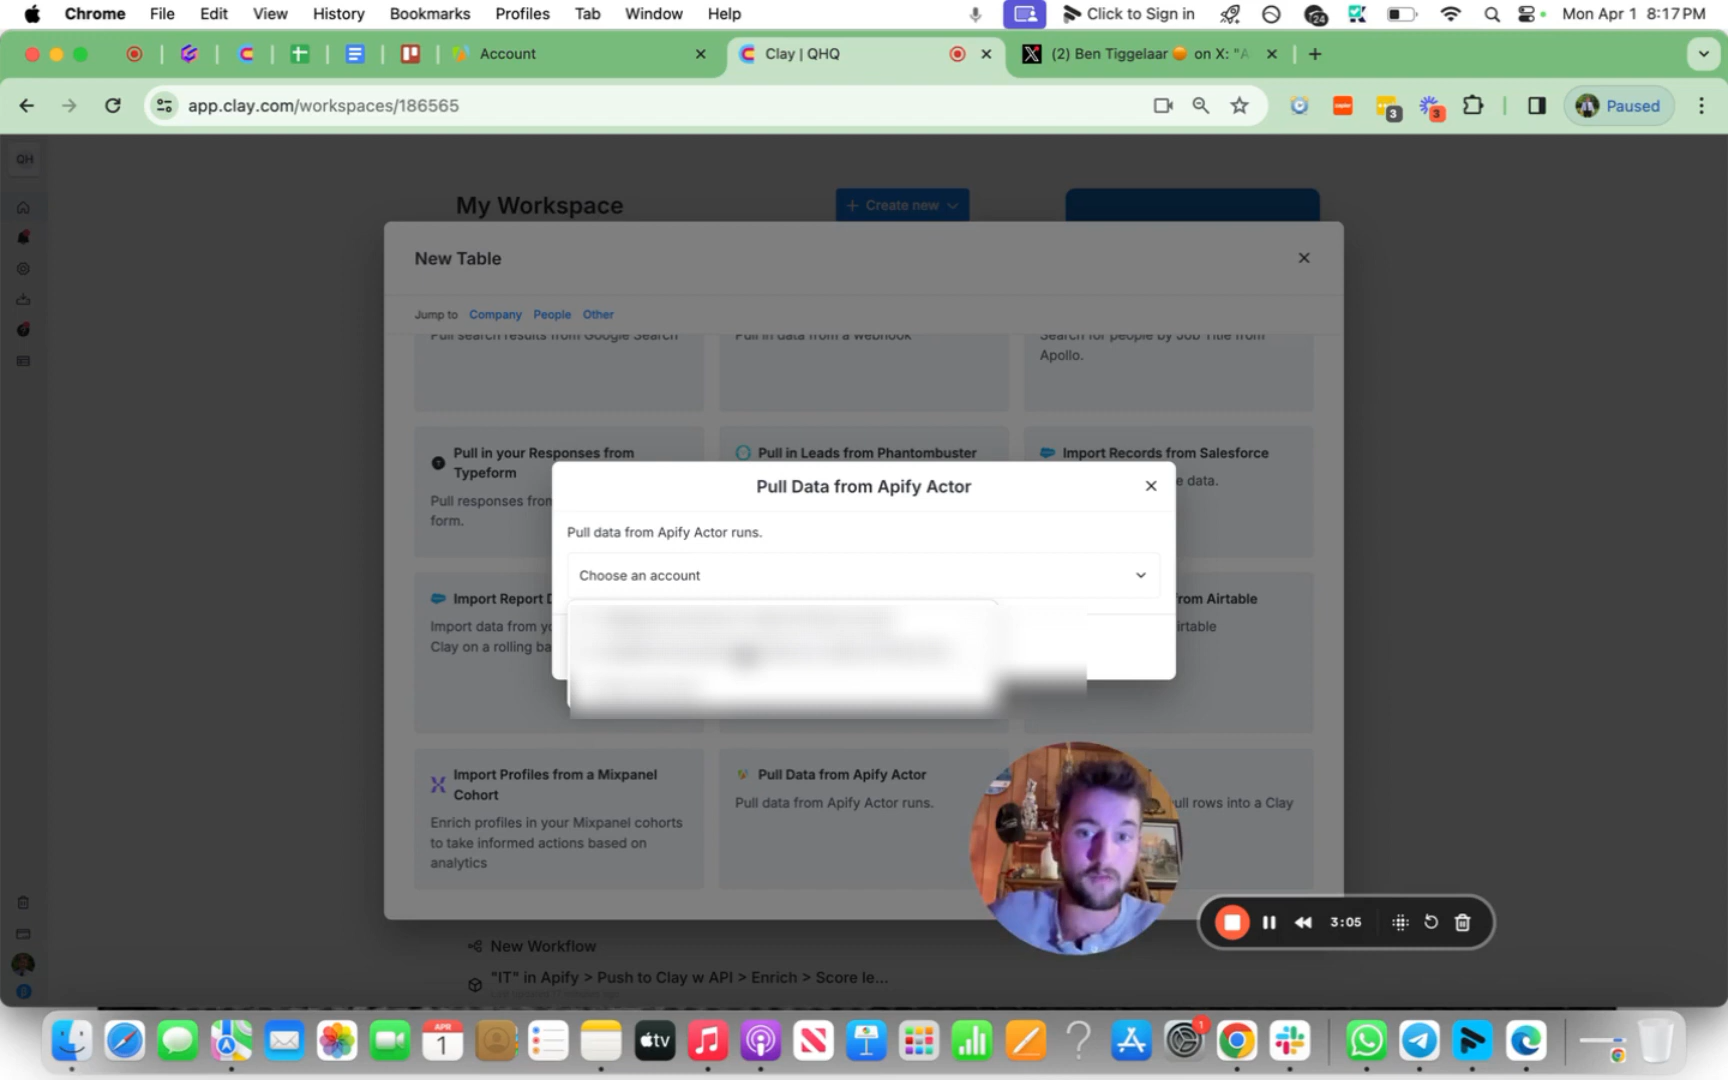 Chrome File Edit View History Bookmarks Profiles Tab Window Help
24
Click to Sign in
Mon Apr 1 8:17 PM
Account
Clay | QHQ
(2) Ben Tiggelaar on X: "A
app.clay.com/workspaces/186565
3
3
Paused
QH
My Workspace
+ Create new
New Table
Jump to Company People Other
Pull search results from Google Search
Pull in data from a webhook
Search for people by Job Title from
Apollo.
Pull in your Responses from
Typeform
Pull responses from
form.
Pull in Leads from Phantombuster
Import Records from Salesforce
e data.
Pull Data from Apify Actor
Pull data from Apify Actor runs.
Choose an account
Import Report D
Import data from yo
Clay on a rolling ba
rom Airtable
irtable
Import Profiles from a Mixpanel
Cohort
Enrich profiles in your Mixpanel cohorts
to take informed actions based on
analytics
Pull Data from Apify Actor
Pull data from Apify Actor runs.
ull rows into a Clay
3:05
New Workflow
"IT" in Apify > Push to Clay w API > Enrich > Score le...
APR
1
tv
1